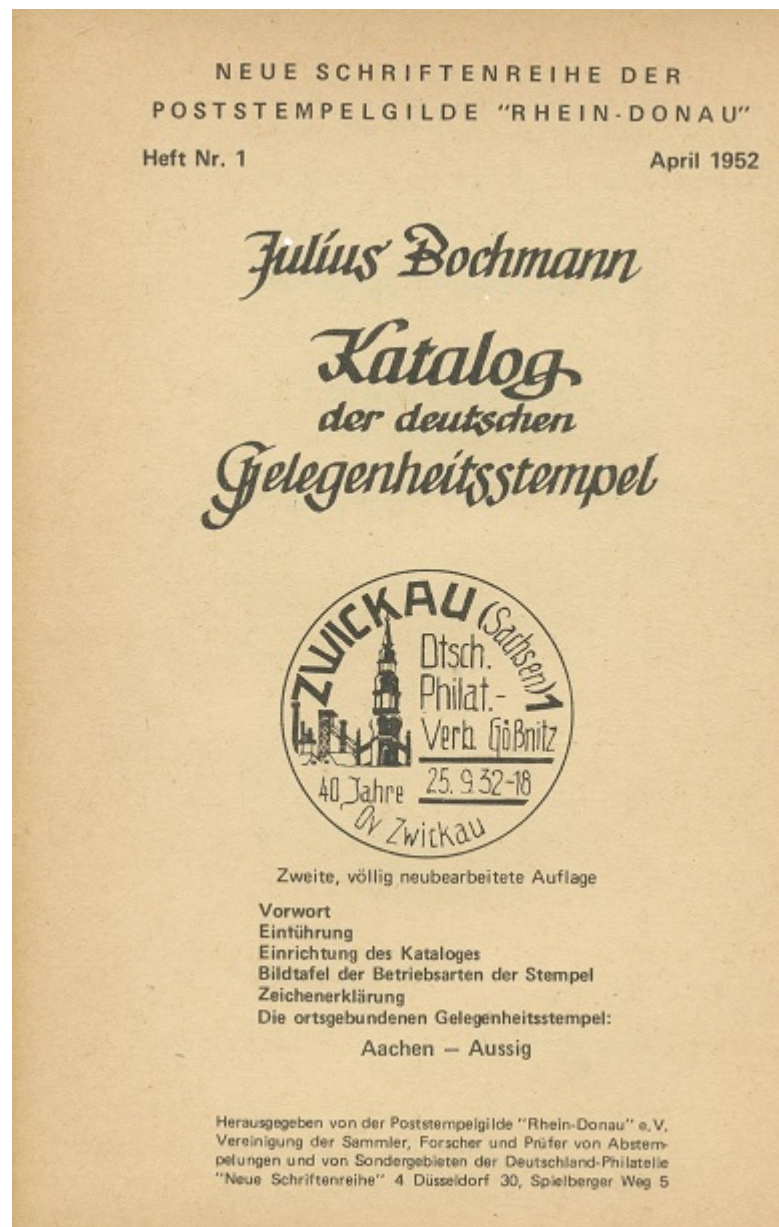 NEUE SCHRIFTENREIHE DER
POSTSTEMPELGILDE "RHEIN-DONAU"
Heft Nr. 1 April 1952
Julius Bochmann
Katalog
der deutschen
Gelegenheitsstempel
ZWICKAU (Sachsen) 1
Dtsch.
Philat.-
Verb. Gößnitz
40 Jahre 25. 9. 32-18
Ov Zwickau
Zweite, völlig neubearbeitete Auflage
Vorwort
Eintührung
Einrichtung des Kataloges
Bildtafel der Betriebsarten der Stempel
Zeichenerklärung
Die ortsgebundenen Gelegenheitsstempel:
Aachen — Aussig
Herausgegeben von der Poststempelgilde "Rhein-Donau" e.V.
Vereinigung der Sammler, Forscher und Prüfer von Abstem-
pelungen und von Sondergebieten der Deutschland-Philatelie
"Neue Schriftenreihe" 4 Düsseldorf 30, Spielberger Weg 5